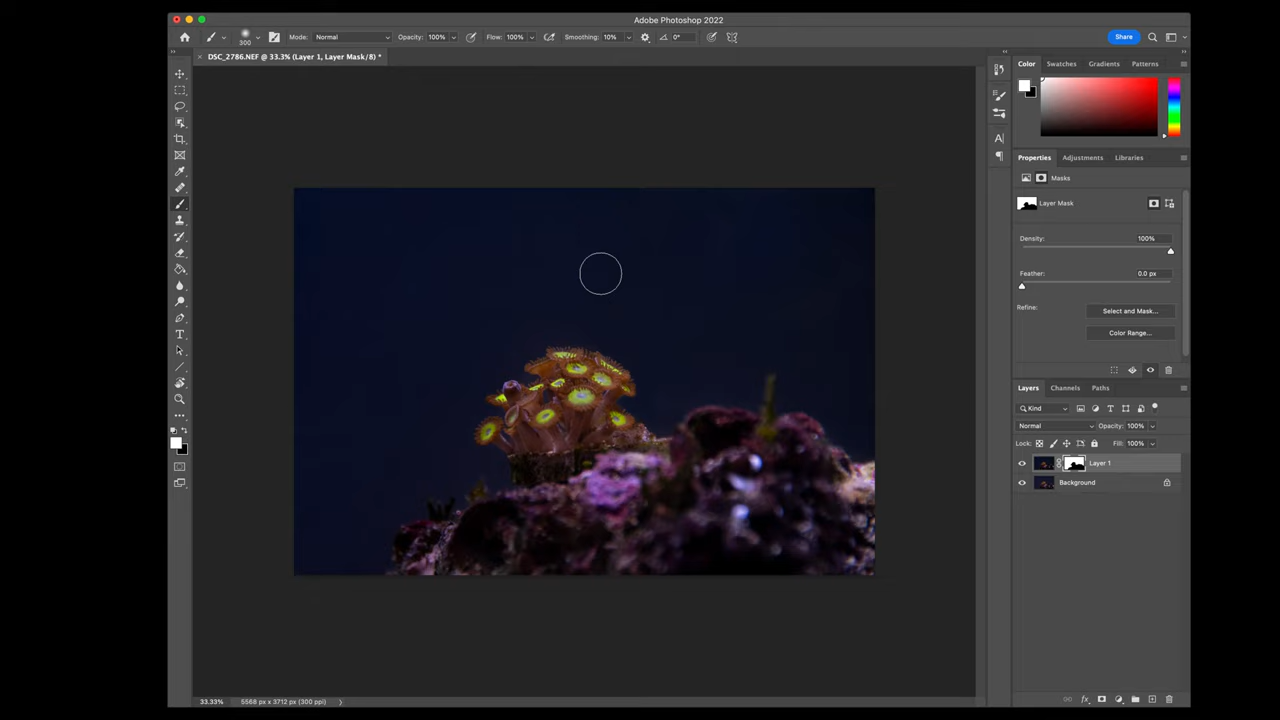 Adobe Photoshop 2022
300 Mode: Normal Opacity: 100% Flow: 100% Smoothing: 10% 0° Share
× DSC_2786.NEF @ 33.3% (Layer 1, Layer Mask/8) *
Color Swatches Gradients Patterns
Properties Adjustments Libraries
Masks
Layer Mask
Density: 100%
Feather: 0.0 px
Refine: Select and Mask...
Color Range...
Layers Channels Paths
Kind
Normal Opacity: 100%
Lock: Fill: 100%
Layer 1
Background
33.33% 5568 px x 3712 px (300 ppi)